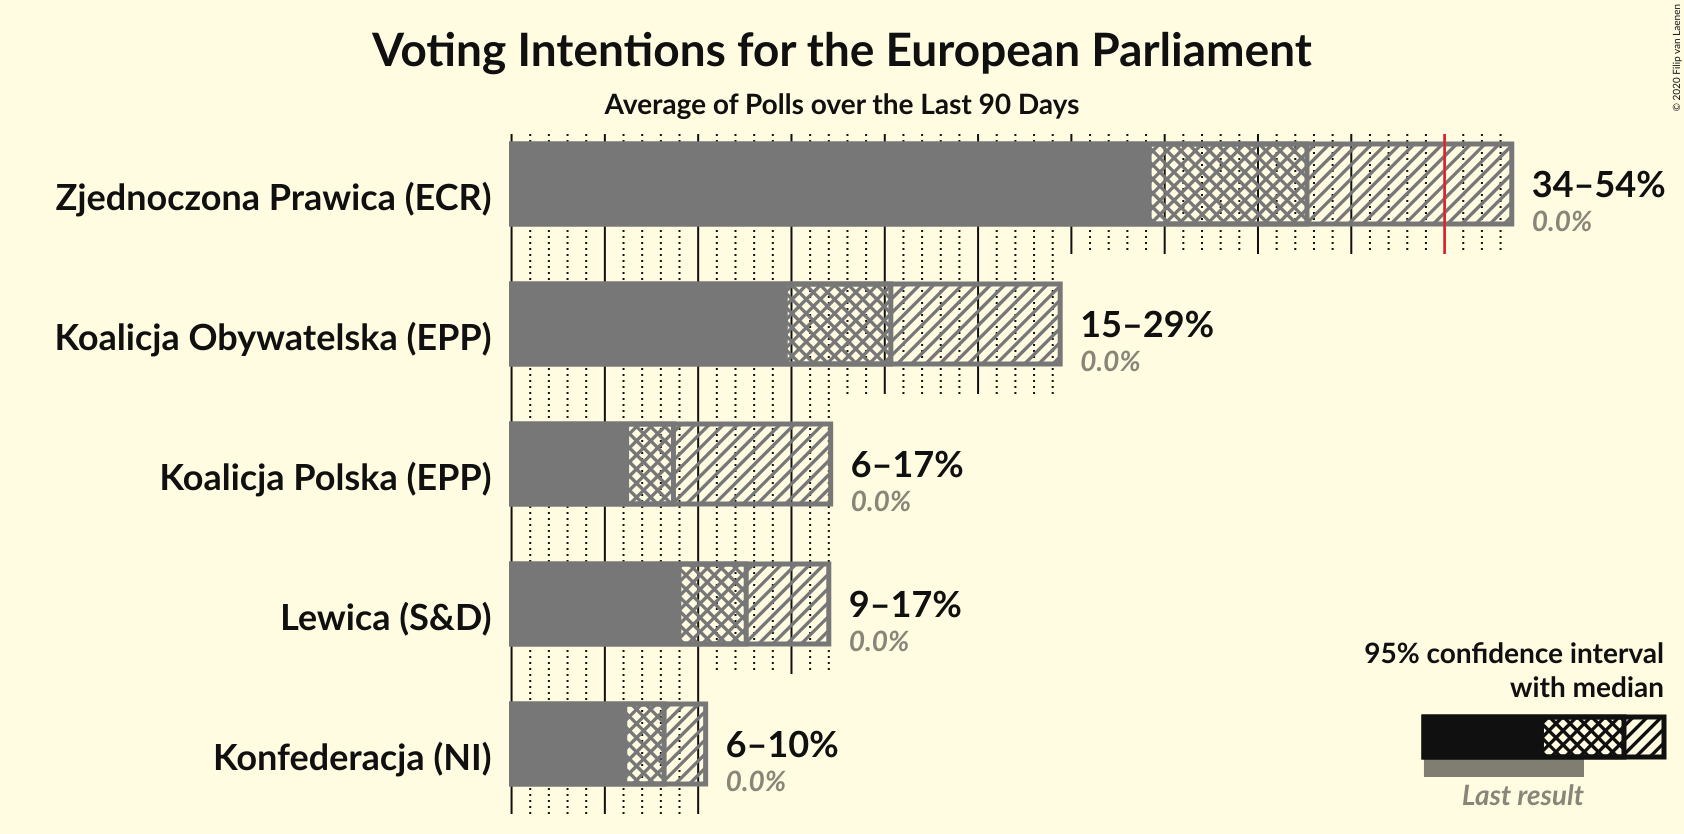 Voting Intentions for the European Parliament
Average of Polls over the Last 90 Days
© 2020 Filip van Laenen
Zjednoczona Prawica (ECR)
34–54%
0.0%
Koalicja Obywatelska (EPP)
15–29%
0.0%
Koalicja Polska (EPP)
6–17%
0.0%
Lewica (S&D)
9–17%
0.0%
Konfederacja (NI)
6–10%
0.0%
95% confidence interval
with median
Last result